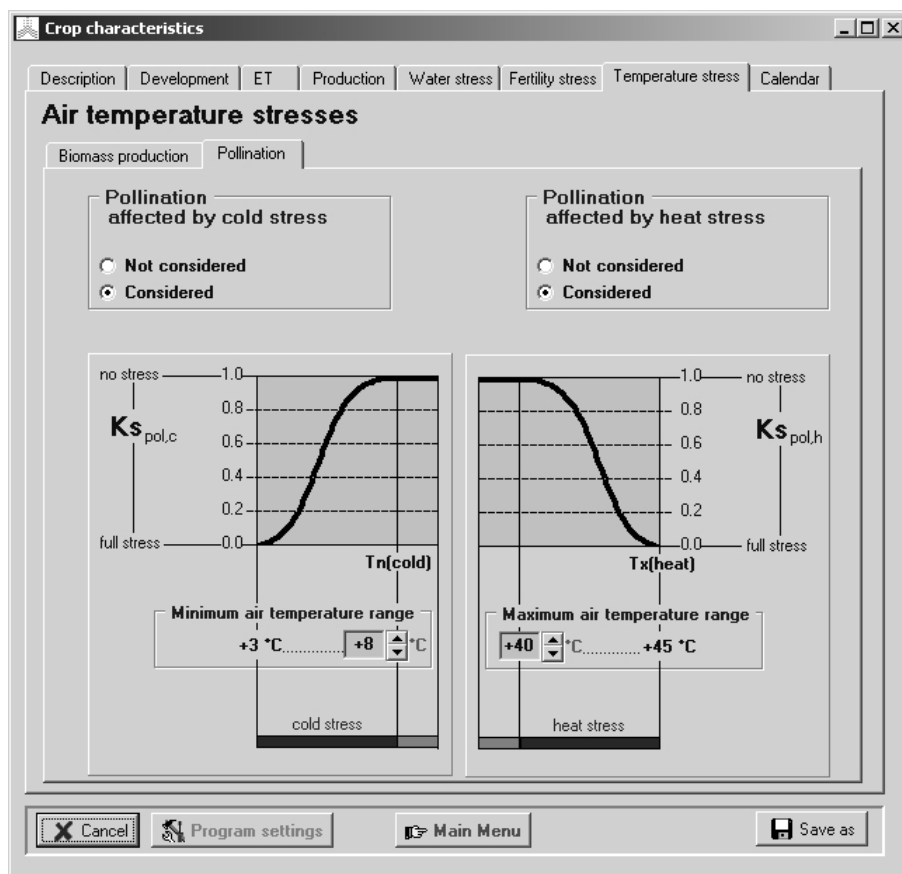 Crop characteristics
Description Development ET Production Water stress Fertility stress Temperature stress Calendar
Air temperature stresses
Biomass production Pollination
Pollination
affected by cold stress
Not considered
Considered
Pollination
affected by heat stress
Not considered
Considered
no stress 1.0
0.8
Ks pol,c
0.6
0.4
0.2
full stress 0.0
Tn(cold)
Minimum air temperature range
+3 °C.............. +8 °C
cold stress
1.0 no stress
0.8
Ks pol,h
0.6
0.4
0.2
0.0 full stress
Tx(heat)
Maximum air temperature range
+40 °C.............. +45 °C
heat stress
Cancel Program settings Main Menu Save as